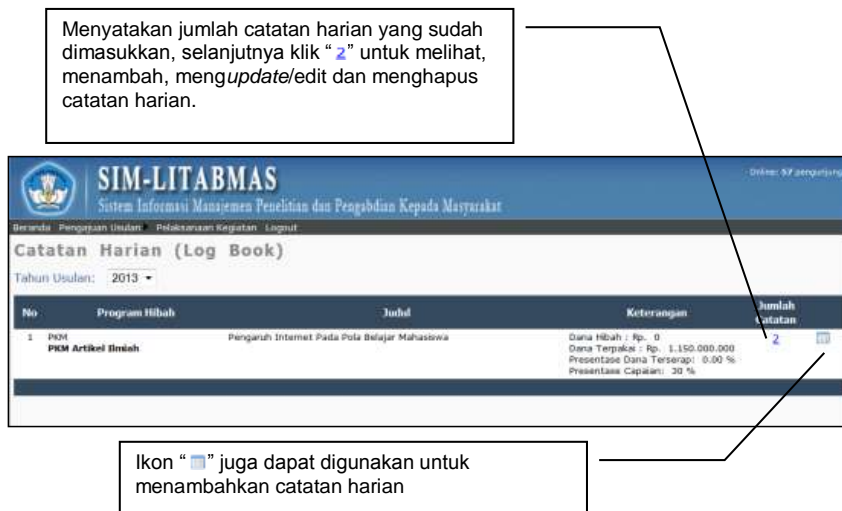 Menyatakan jumlah catatan harian yang sudah
dimasukkan, selanjutnya klik “ 2” untuk melihat,
menambah, mengupdate/edit dan menghapus
catatan harian.
SIM-LITABMAS
Online: 57 pengunjung
Sistem Informasi Manajemen Penelitian dan Pengabdian Kepada Masyarakat
Beranda Pengajuan Usulan Pelaksanaan Kegiatan Logout
Catatan Harian (Log Book)
Tahun Usulan: 2013
No Program Hibah Judul Keterangan Jumlah Catatan
1 PKM Pengaruh Internet Pada Pola Belajar Mahasiswa Dana Hibah : Rp. 0 2
PKM Artikel Ilmiah Dana Terpakai : Rp. 1.150.000.000
Presentase Dana Terserap: 0.00 %
Presentase Capaian: 30 %
Ikon “ ” juga dapat digunakan untuk
menambahkan catatan harian